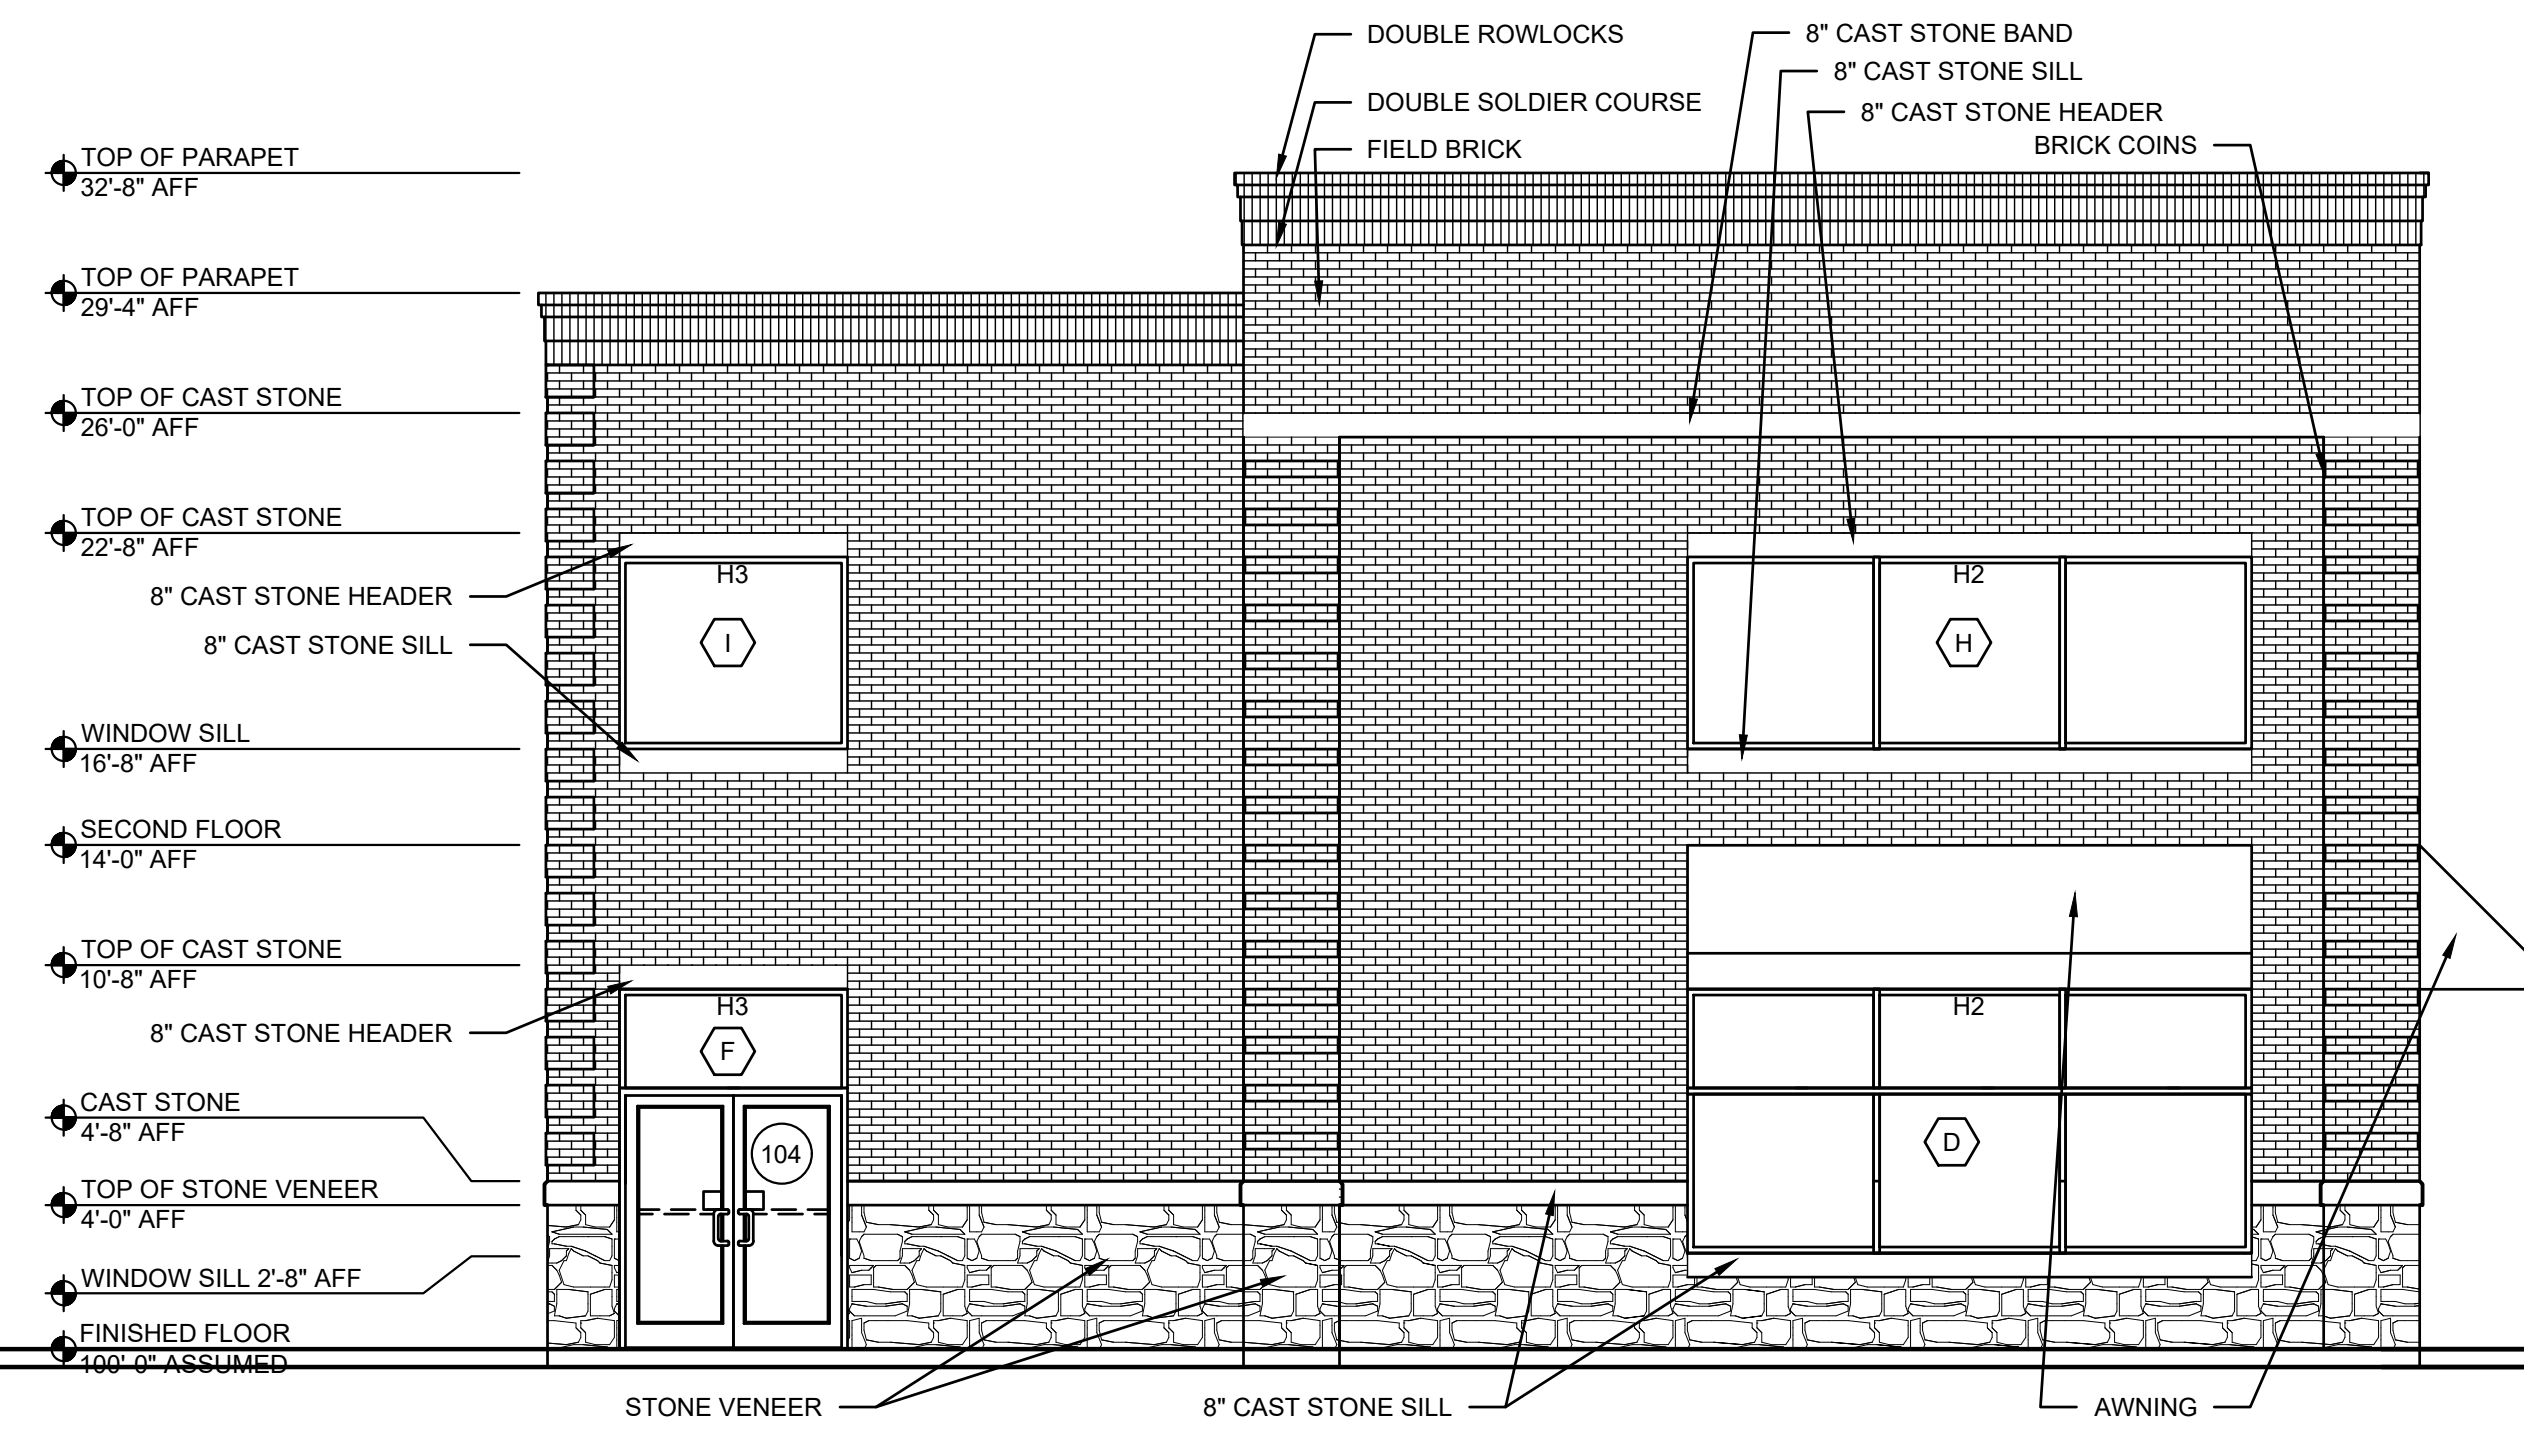 DOUBLE ROWLOCKS
8" CAST STONE BAND
8" CAST STONE SILL
DOUBLE SOLDIER COURSE
8" CAST STONE HEADER
FIELD BRICK
BRICK COINS
TOP OF PARAPET
32'-8" AFF
TOP OF PARAPET
29'-4" AFF
TOP OF CAST STONE
26'-0" AFF
TOP OF CAST STONE
22'-8" AFF
8" CAST STONE HEADER
8" CAST STONE SILL
H3
I
H2
H
WINDOW SILL
16'-8" AFF
SECOND FLOOR
14'-0" AFF
TOP OF CAST STONE
10'-8" AFF
8" CAST STONE HEADER
H3
F
H2
D
104
CAST STONE
4'-8" AFF
TOP OF STONE VENEER
4'-0" AFF
WINDOW SILL 2'-8" AFF
FINISHED FLOOR
100'-0" ASSUMED
STONE VENEER
8" CAST STONE SILL
AWNING